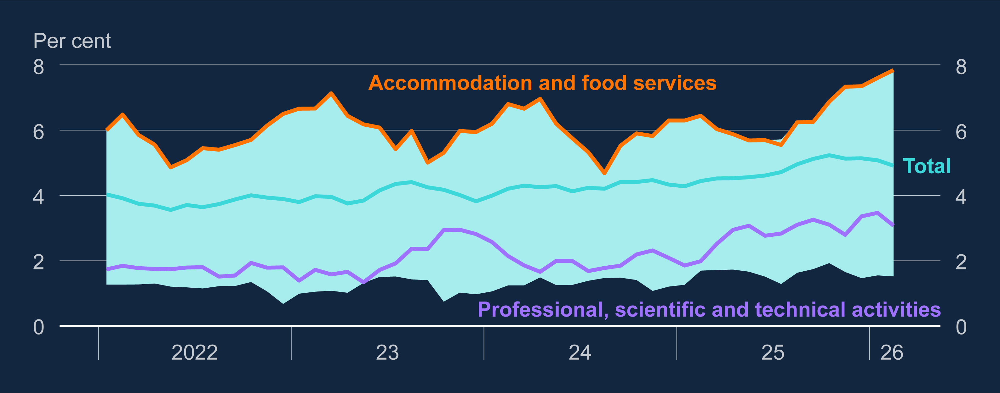 Per cent
8 8
Accommodation and food services
6 6
Total
4 4
2 2
Professional, scientific and technical activities
0 0
2022 23 24 25 26